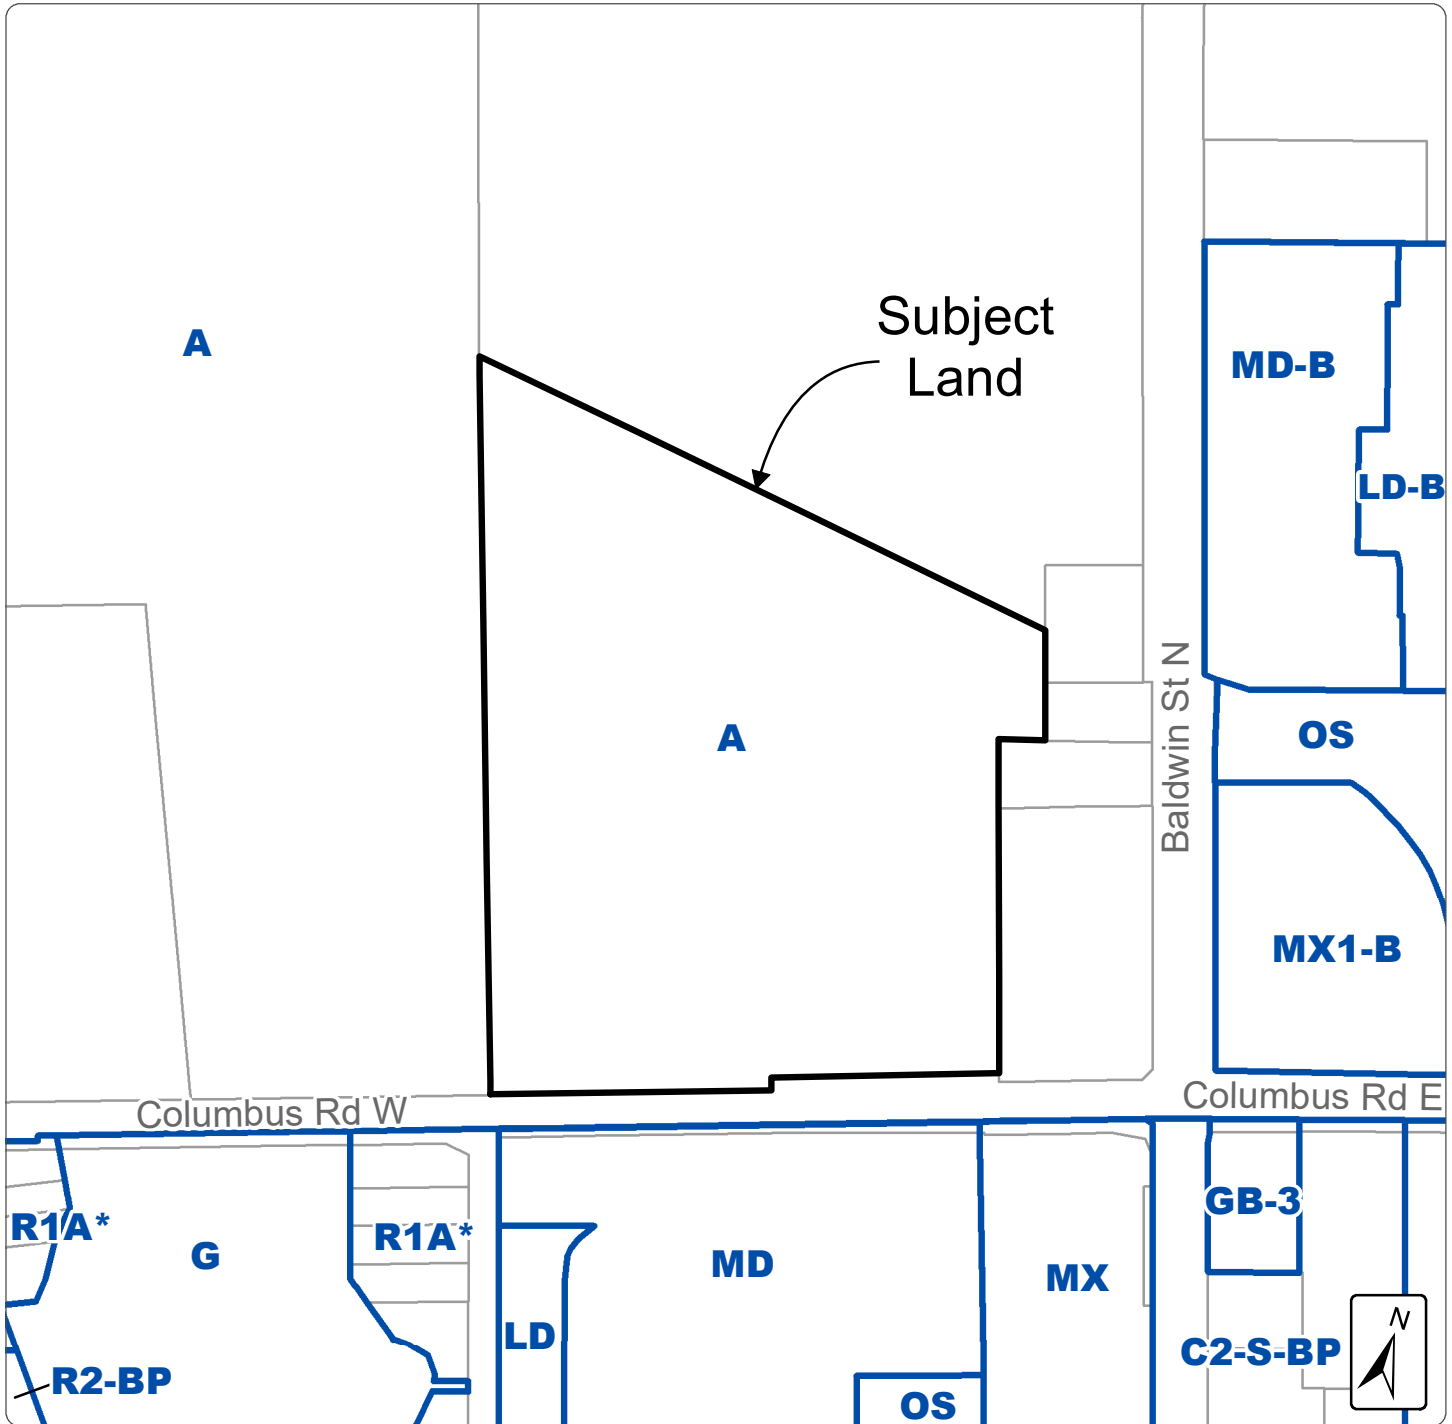 Subject
Land
A
MD-B
LD-B
Baldwin St N
OS
A
MX1-B
Columbus Rd W
Columbus Rd E
R1A*
G
R1A*
MD
MX
GB-3
LD
C2-S-BP
N
R2-BP
OS